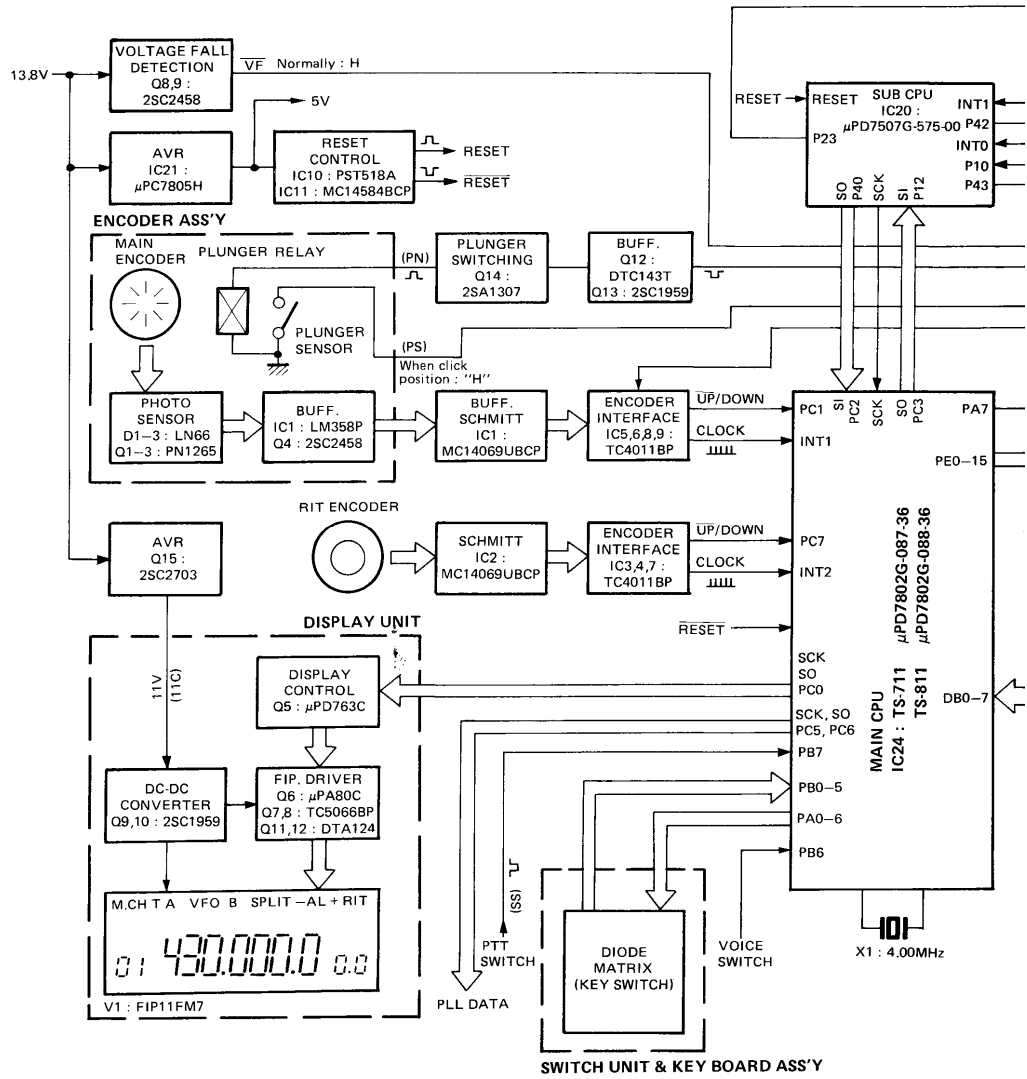 13.8V
VOLTAGE FALL
DETECTION
Q8,9 :
2SC2458
VF Normally : H
5V
AVR
IC21 :
μPC7805H
RESET
CONTROL
IC10 : PST518A
IC11 : MC14584BCP
RESET
RESET
RESET
RESET
SUB CPU
IC20 :
μPD7507G-575-00
P23
INT1
P42
INT0
P10
P43
SO
P40
SCK
SI
P12
ENCODER ASS'Y
MAIN
ENCODER
PLUNGER RELAY
PLUNGER
SENSOR
(PN)
PLUNGER
SWITCHING
Q14 :
2SA1307
BUFF.
Q12 :
DTC143T
Q13 : 2SC1959
(PS)
When click
position : "H"
PHOTO
SENSOR
D1–3 : LN66
Q1–3 : PN1265
BUFF.
IC1 : LM358P
Q4 : 2SC2458
BUFF.
SCHMITT
IC1 :
MC14069UBCP
ENCODER
INTERFACE
IC5,6,8,9 :
TC4011BP
UP/DOWN
CLOCK
PC1
INT1
SI
PC2
SCK
SO
PC3
PA7
PE0–15
RIT ENCODER
SCHMITT
IC2 :
MC14069UBCP
ENCODER
INTERFACE
IC3,4,7 :
TC4011BP
UP/DOWN
CLOCK
PC7
INT2
AVR
Q15 :
2SC2703
RESET
MAIN CPU
IC24 : TS-711 μPD7802G-087-36
TS-811 μPD7802G-088-36
DB0–7
DISPLAY UNIT
11V
(11C)
DISPLAY
CONTROL
Q5 : μPD763C
SCK
SO
PC0
SCK, SO
PC5, PC6
PB7
PB0–5
PA0–6
PB6
DC-DC
CONVERTER
Q9,10 : 2SC1959
FIP. DRIVER
Q6 : μPA80C
Q7,8 : TC5066BP
Q11,12 : DTA124
M.CH T A VFO B SPLIT –AL + RIT
01 430.000.0 0.0
V1 : FIP11FM7
(SS)
PTT
SWITCH
PLL DATA
DIODE
MATRIX
(KEY SWITCH)
VOICE
SWITCH
X1 : 4.00MHz
SWITCH UNIT & KEY BOARD ASS'Y